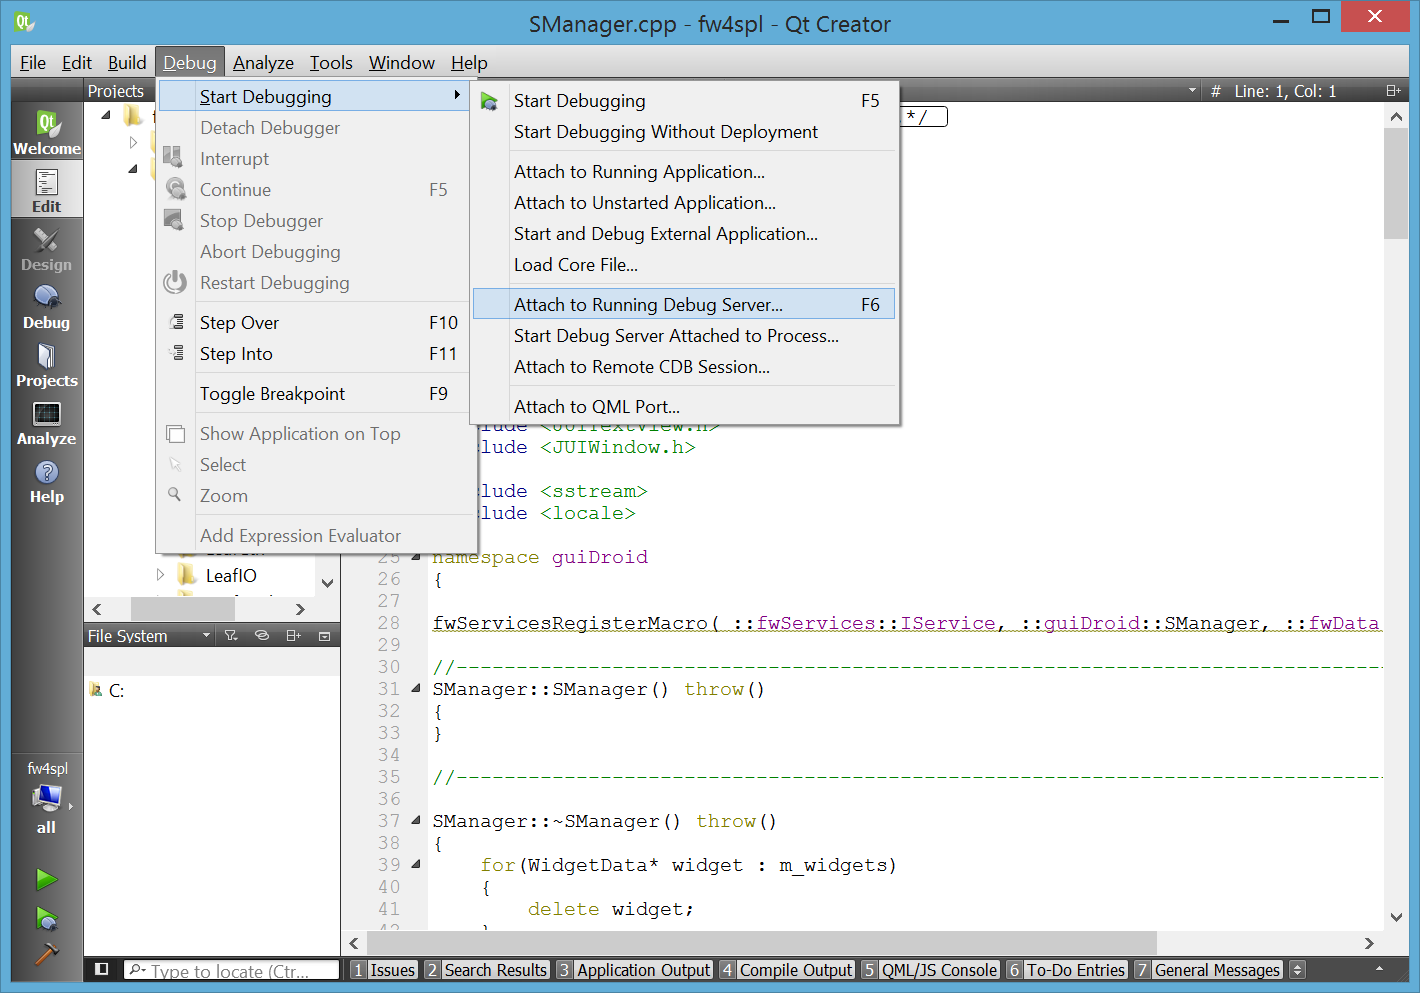 SManager.cpp - fw4spl - Qt Creator
File Edit Build Debug Analyze Tools Window Help
Projects
# Line: 1, Col: 1
Welcome
Edit
Design
Debug
Projects
Analyze
Help
Start Debugging
Detach Debugger
Interrupt
Continue F5
Stop Debugger
Abort Debugging
Restart Debugging
Step Over F10
Step Into F11
Toggle Breakpoint F9
Show Application on Top
Select
Zoom
Add Expression Evaluator
Start Debugging F5
Start Debugging Without Deployment
Attach to Running Application...
Attach to Unstarted Application...
Start and Debug External Application...
Load Core File...
Attach to Running Debug Server... F6
Start Debug Server Attached to Process...
Attach to Remote CDB Session...
Attach to QML Port...
.*/
clude <JUIWindow.h>
clude <sstream>
clude <locale>
25 namespace guiDroid
26 {
27
28 fwServicesRegisterMacro( ::fwServices::IService, ::guiDroid::SManager, ::fwData
29
30 //------------------------------------------------------------------------------
31 SManager::SManager() throw()
32 {
33 }
34
35 //------------------------------------------------------------------------------
36
37 SManager::~SManager() throw()
38 {
39 for(WidgetData* widget : m_widgets)
40 {
41 delete widget;
42 }
LeafIO
File System
C:
fw4spl
all
Type to locate (Ctr...
1 Issues 2 Search Results 3 Application Output 4 Compile Output 5 QML/JS Console 6 To-Do Entries 7 General Messages